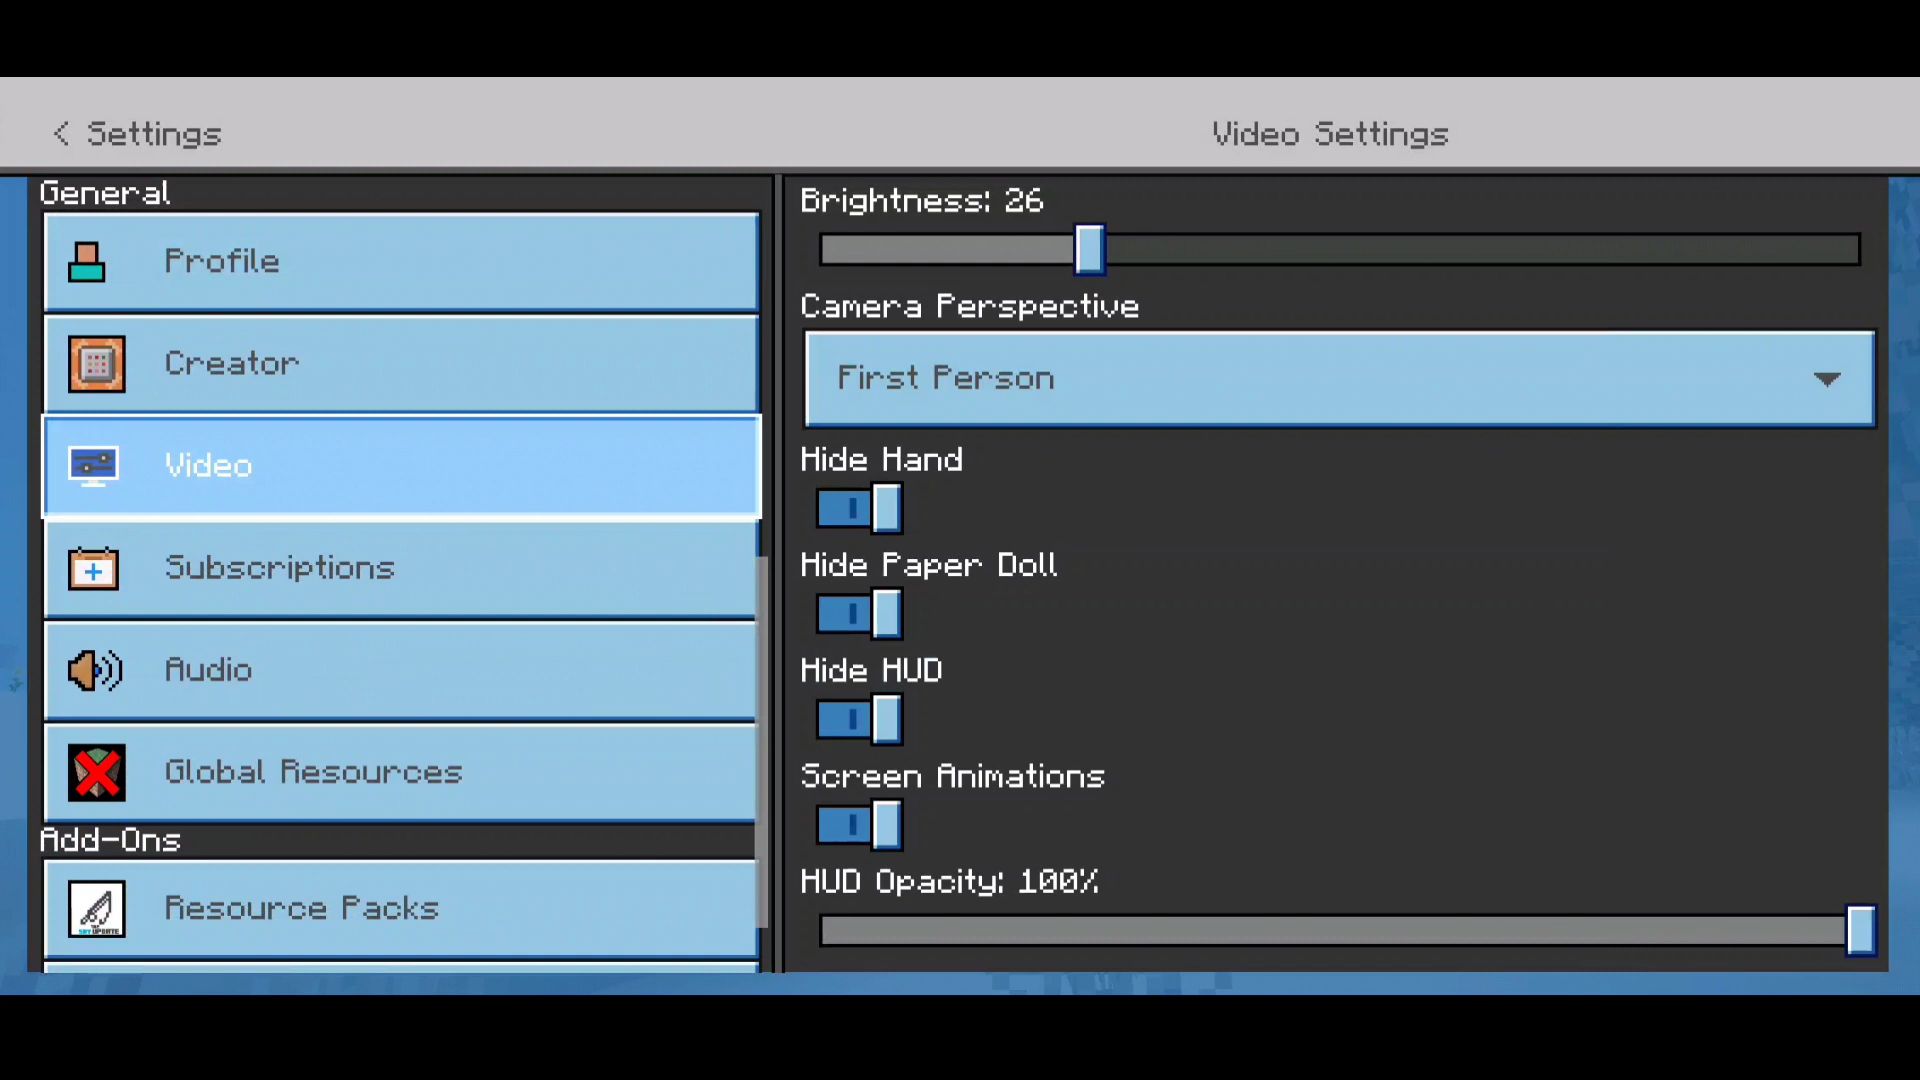 < Settings
Video Settings
General
Profile
Creator
Video
Subscriptions
Audio
Global Resources
Add-Ons
Resource Packs
Brightness: 26
Camera Perspective
First Person
Hide Hand
Hide Paper Doll
Hide HUD
Screen Animations
HUD Opacity: 100%